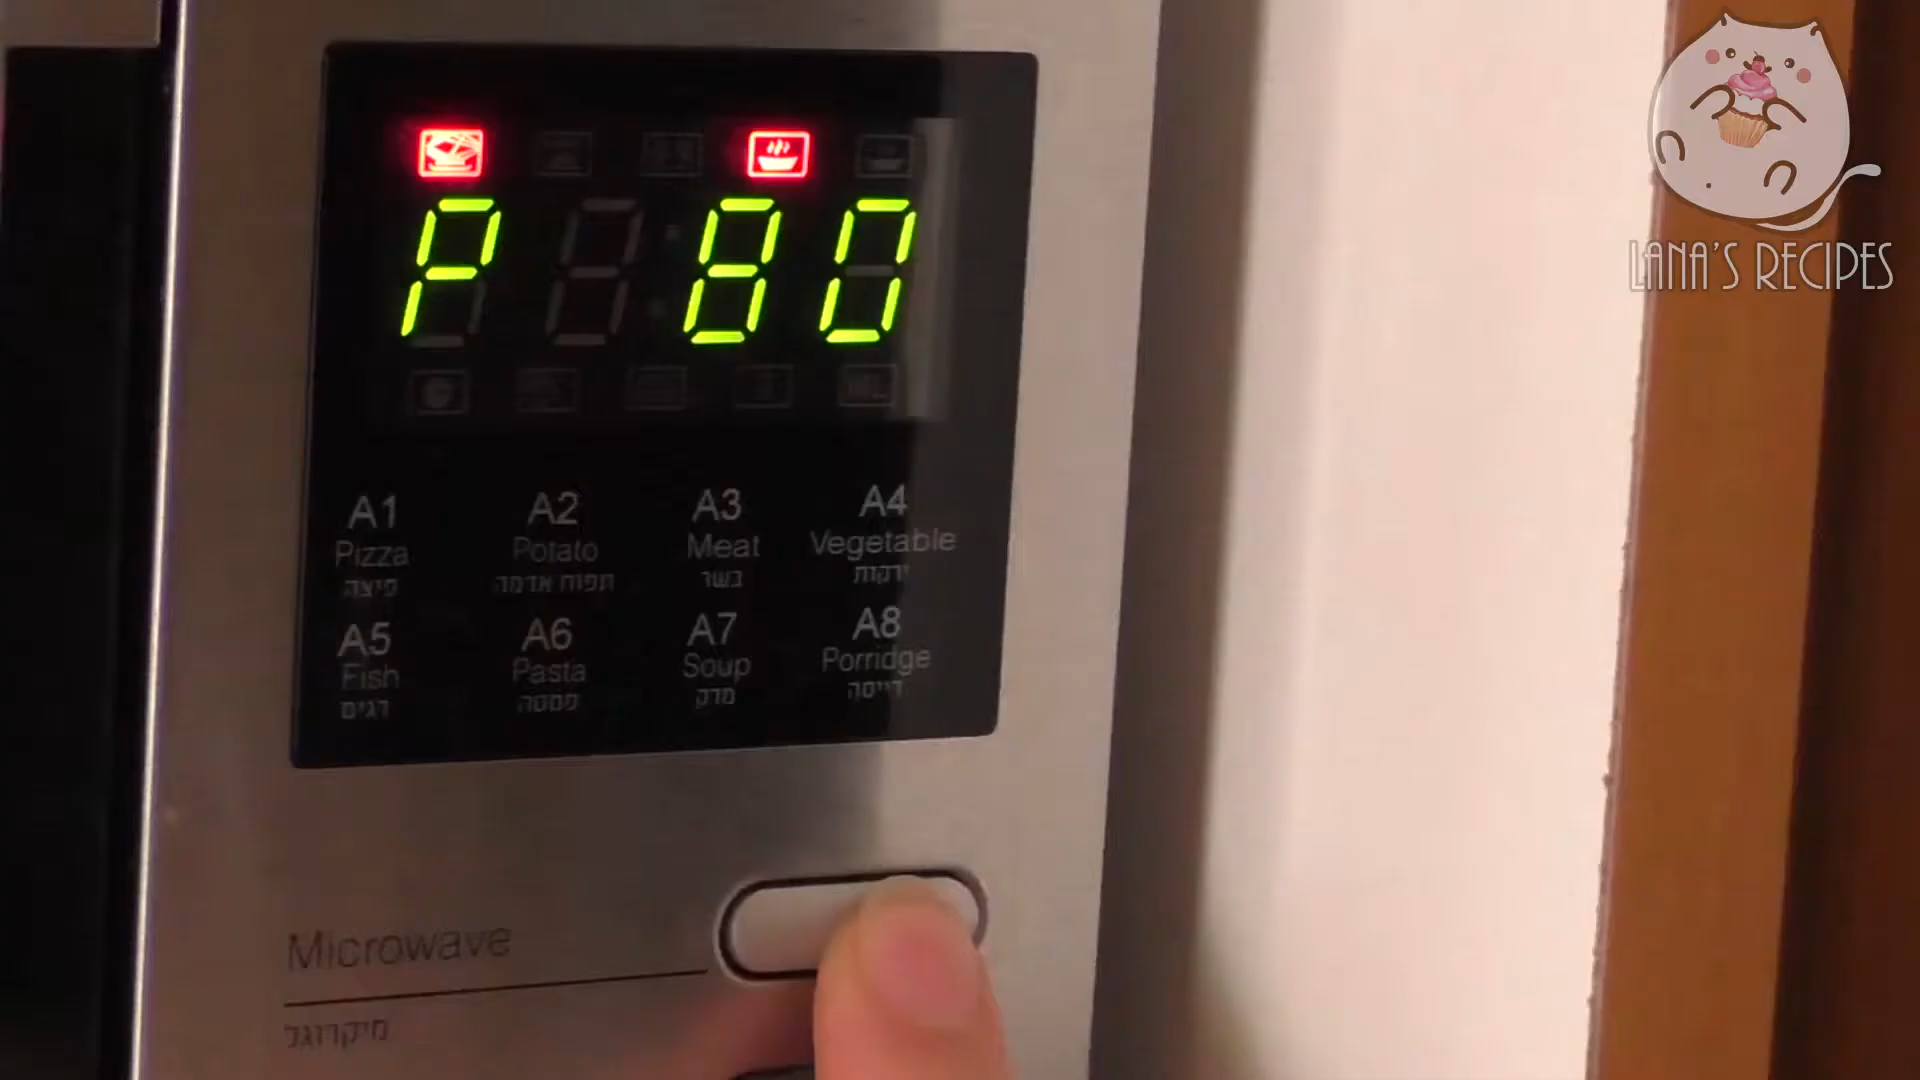 LANA'S RECIPES
P 80
A1 A2 A3 A4
Pizza Potato Meat Vegetable
פיצה תפוח אדמה בשר ירקות
A5 A6 A7 A8
Fish Pasta Soup Porridge
דגים פסטה מרק דייסה
Microwave
מיקרוגל